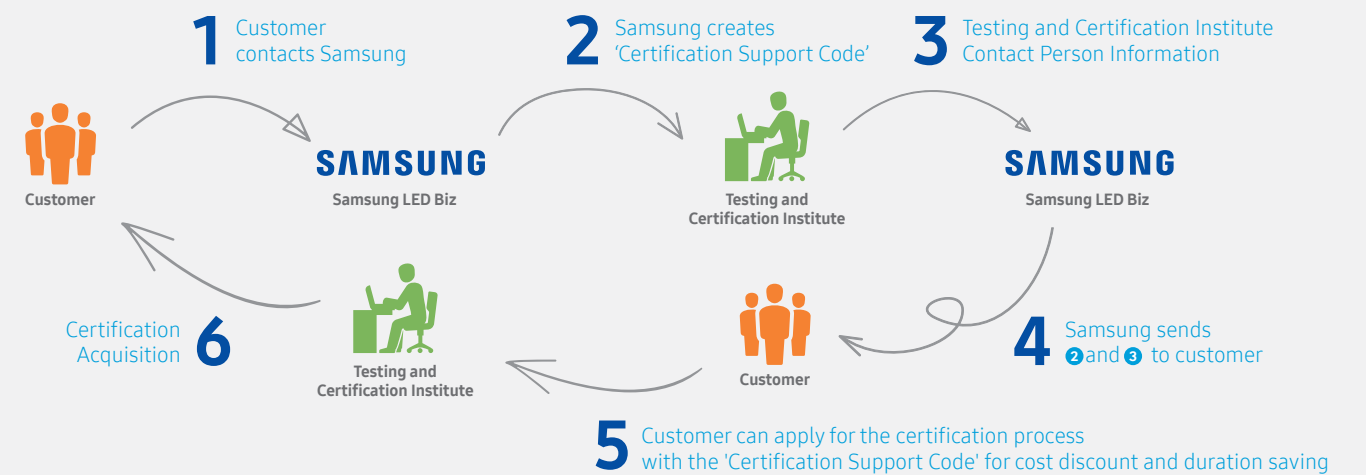 1 Customer
contacts Samsung
2 Samsung creates
‘Certification Support Code’
3 Testing and Certification Institute
Contact Person Information
Customer
SAMSUNG
Samsung LED Biz
Testing and
Certification Institute
SAMSUNG
Samsung LED Biz
4 Samsung sends
2 and 3 to customer
Customer
5 Customer can apply for the certification process
with the 'Certification Support Code' for cost discount and duration saving
Testing and
Certification Institute
6 Certification
Acquisition